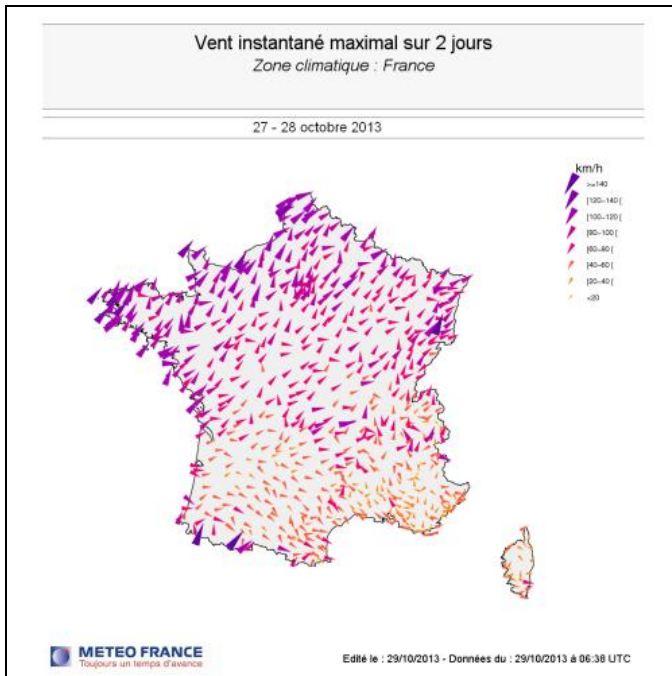 Vent instantané maximal sur 2 jours
Zone climatique : France
27 - 28 octobre 2013
km/h
>=140
[120-140 [
[100-120 [
[80-100 [
[60-80 [
[40-60 [
[20-40 [
<20
METEO FRANCE
Toujours un temps d'avance
Edité le : 29/10/2013 - Données du : 29/10/2013 à 06:38 UTC